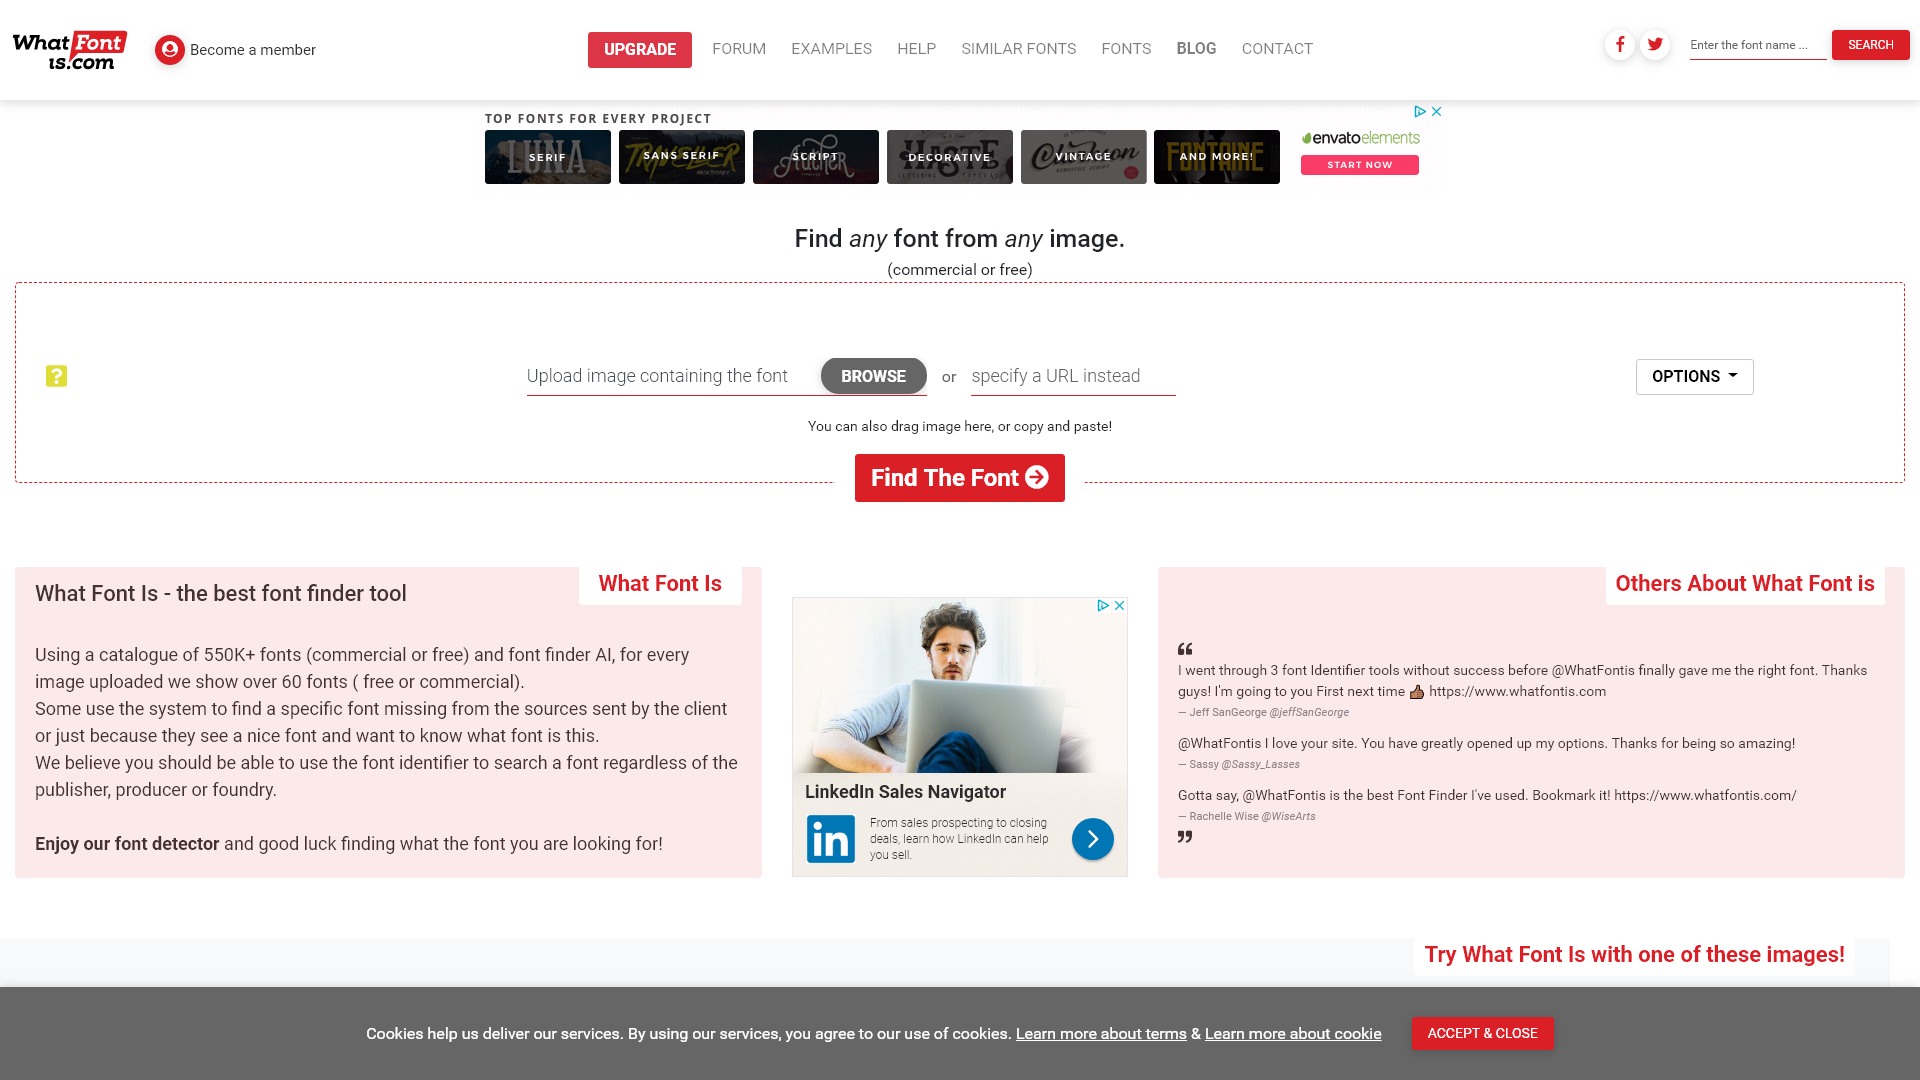 What Font
is.com
Become a member
UPGRADE
FORUM
EXAMPLES
HELP
SIMILAR FONTS
FONTS
BLOG
CONTACT
Enter the font name ...
SEARCH
TOP FONTS FOR EVERY PROJECT
LUNA
SERIF
TRAVELLER
SANS SERIF
SCRIPT
HASTE
DECORATIVE
VINTAGE
FONTAINE
AND MORE!
envatoelements
START NOW
Find any font from any image.
(commercial or free)
?
Upload image containing the font
BROWSE
or
specify a URL instead
OPTIONS
You can also drag image here, or copy and paste!
Find The Font
What Font Is
What Font Is - the best font finder tool
Using a catalogue of 550K+ fonts (commercial or free) and font finder AI, for every
image uploaded we show over 60 fonts ( free or commercial).
Some use the system to find a specific font missing from the sources sent by the client
or just because they see a nice font and want to know what font is this.
We believe you should be able to use the font identifier to search a font regardless of the
publisher, producer or foundry.
Enjoy our font detector and good luck finding what the font you are looking for!
LinkedIn Sales Navigator
in
From sales prospecting to closing
deals, learn how LinkedIn can help
you sell.
Others About What Font is
I went through 3 font Identifier tools without success before @WhatFontis finally gave me the right font. Thanks
guys! I'm going to you First next time 👍🏾 https://www.whatfontis.com
— Jeff SanGeorge @jeffSanGeorge
@WhatFontis I love your site. You have greatly opened up my options. Thanks for being so amazing!
— Sassy @Sassy_Lasses
Gotta say, @WhatFontis is the best Font Finder I've used. Bookmark it! https://www.whatfontis.com/
— Rachelle Wise @WiseArts
Try What Font Is with one of these images!
Cookies help us deliver our services. By using our services, you agree to our use of cookies. Learn more about terms & Learn more about cookie
ACCEPT & CLOSE